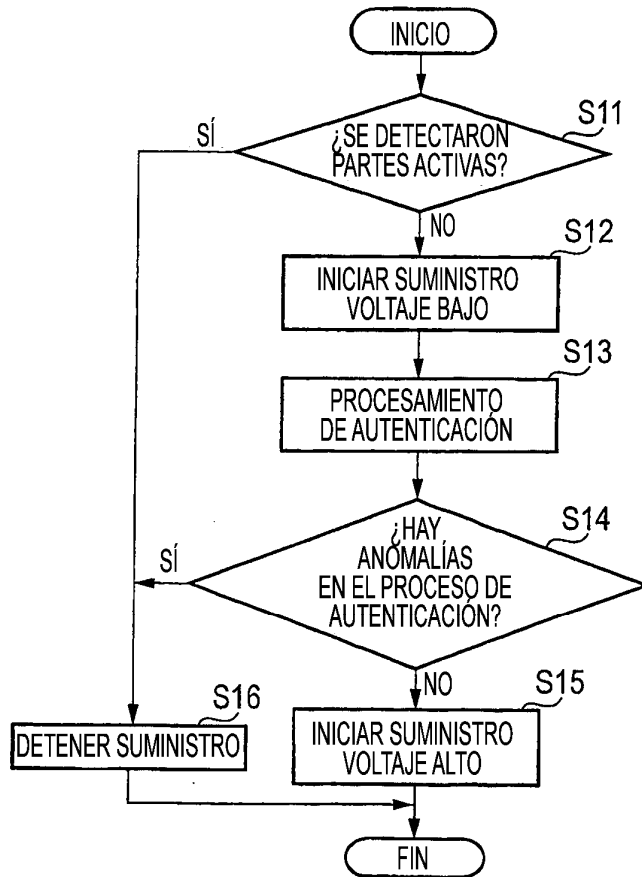 INICIO
S11
¿SE DETECTARON
PARTES ACTIVAS?
SÍ
NO
S12
INICIAR SUMINISTRO
VOLTAJE BAJO
S13
PROCESAMIENTO
DE AUTENTICACIÓN
S14
¿HAY
ANOMALÍAS
EN EL PROCESO DE
AUTENTICACIÓN?
SÍ
NO
S16
DETENER SUMINISTRO
S15
INICIAR SUMINISTRO
VOLTAJE ALTO
FIN